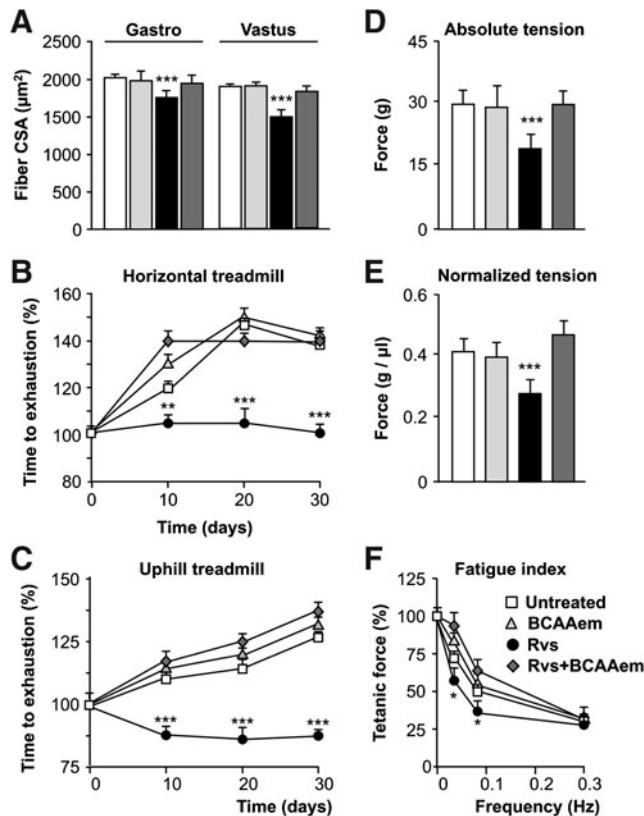 A
Gastro
Vastus
2500
2000
1500
1000
500
0
Fiber CSA (µm²)
***
***
B
Horizontal treadmill
160
140
120
100
80
Time to exhaustion (%)
**
***
***
0
10
20
30
Time (days)
C
Uphill treadmill
150
125
100
75
Time to exhaustion (%)
***
***
***
0
10
20
30
Time (days)
D
Absolute tension
45
30
15
0
Force (g)
***
E
Normalized tension
0.6
0.4
0.2
0
Force (g / µl)
***
F
Fatigue index
125
100
75
50
25
0
Tetanic force (%)
Untreated
BCAAem
Rvs
Rvs+BCAAem
*
*
0
0.1
0.2
0.3
Frequency (Hz)